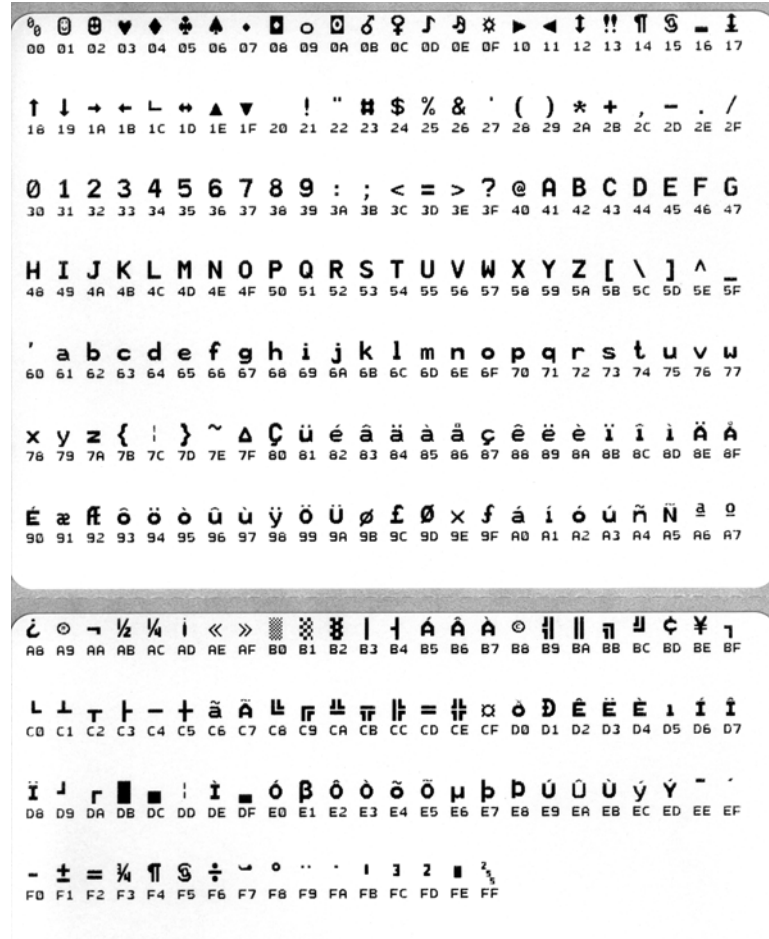 ⁰₀ ☺ ☻ ♥ ♦ ♣ ♠ • ◘ ○ ◙ ♂ ♀ ♪ ♫ ☼ ► ◄ ↕ ‼ ¶ § ▬ ↨
00 01 02 03 04 05 06 07 08 09 0A 0B 0C 0D 0E 0F 10 11 12 13 14 15 16 17
↑ ↓ → ← ∟ ↔ ▲ ▼ ! " # $ % & ' ( ) * + , - . /
18 19 1A 1B 1C 1D 1E 1F 20 21 22 23 24 25 26 27 28 29 2A 2B 2C 2D 2E 2F
0 1 2 3 4 5 6 7 8 9 : ; < = > ? @ A B C D E F G
30 31 32 33 34 35 36 37 38 39 3A 3B 3C 3D 3E 3F 40 41 42 43 44 45 46 47
H I J K L M N O P Q R S T U V W X Y Z [ \ ] ^ _
48 49 4A 4B 4C 4D 4E 4F 50 51 52 53 54 55 56 57 58 59 5A 5B 5C 5D 5E 5F
' a b c d e f g h i j k l m n o p q r s t u v w
60 61 62 63 64 65 66 67 68 69 6A 6B 6C 6D 6E 6F 70 71 72 73 74 75 76 77
x y z { ¦ } ~ ∆ Ç ü é â ä à å ç ê ë è ï î ì Ä Å
78 79 7A 7B 7C 7D 7E 7F 80 81 82 83 84 85 86 87 88 89 8A 8B 8C 8D 8E 8F
É æ Æ ô ö ò û ù ÿ Ö Ü ø £ Ø × ƒ á í ó ú ñ Ñ ª º
90 91 92 93 94 95 96 97 98 99 9A 9B 9C 9D 9E 9F A0 A1 A2 A3 A4 A5 A6 A7
¿ ® ¬ ½ ¼ ¡ « » ░ ▒ ▓ │ ┤ Á Â À © ╣ ║ ╗ ╝ ¢ ¥ ┐
A8 A9 AA AB AC AD AE AF B0 B1 B2 B3 B4 B5 B6 B7 B8 B9 BA BB BC BD BE BF
└ ┴ ┬ ├ ─ ┼ ã Ã ╚ ╔ ╩ ╦ ╠ ═ ╬ ¤ ð Ð Ê Ë È ı Í Î
C0 C1 C2 C3 C4 C5 C6 C7 C8 C9 CA CB CC CD CE CF D0 D1 D2 D3 D4 D5 D6 D7
Ï ┘ ┌ █ ▄ ¦ Ì ▬ Ó β Ô Ò õ Õ µ þ Þ Ú Û Ù ý Ý ¯ ´
D8 D9 DA DB DC DD DE DF E0 E1 E2 E3 E4 E5 E6 E7 E8 E9 EA EB EC ED EE EF
- ± = ¾ ¶ § ÷ ¸ ° ¨ · ¹ ³ ² ■ ²₅₅
F0 F1 F2 F3 F4 F5 F6 F7 F8 F9 FA FB FC FD FE FF